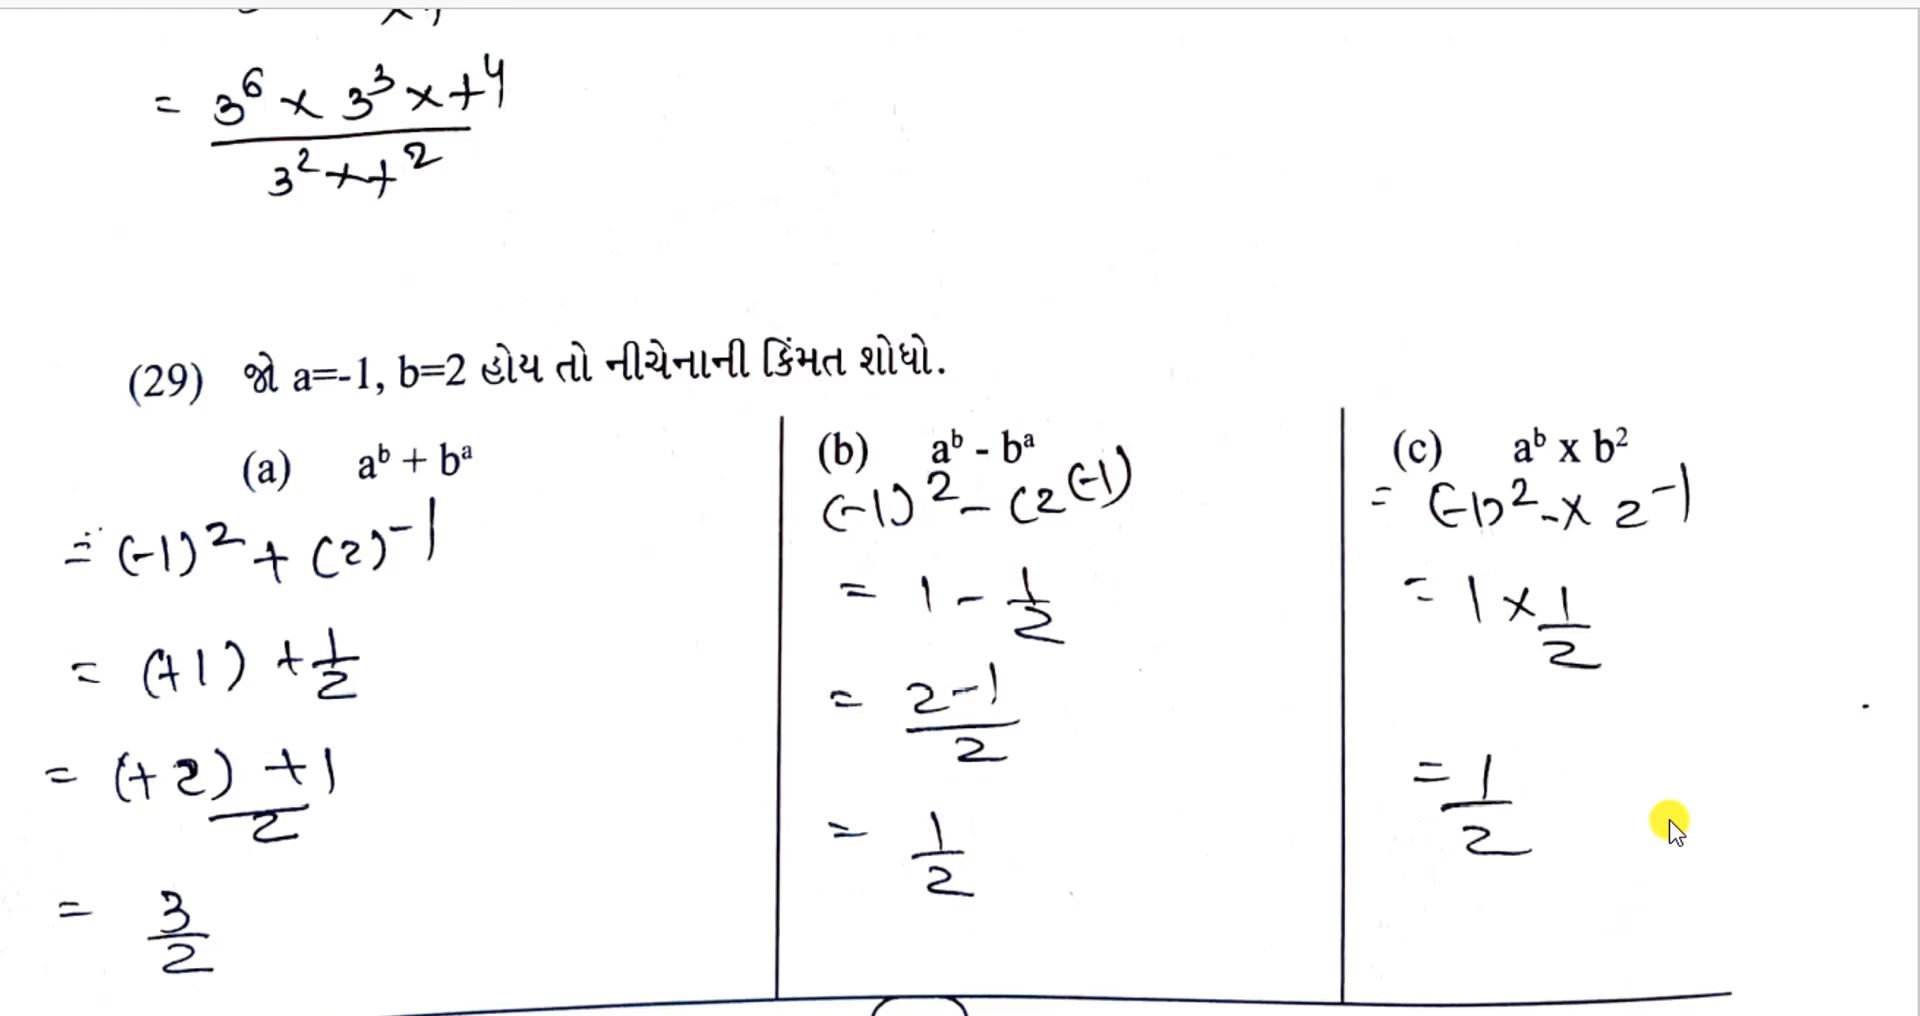 = 3⁶ x 3³ x t⁴
3² x t²
(29) જો a=-1, b=2 હોય તો નીચેનાની કિંમત શોધો.
(a) aᵇ + bᵃ
= (-1)² + (2)⁻¹
= (+1) + 1/2
= (+2) + 1
2
= 3/2
(b) aᵇ - bᵃ
(-1)² - (2⁽⁻¹⁾
= 1 - 1/2
= 2-1
2
= 1/2
(c) aᵇ x b²
= (-1)² - x 2⁻¹
= 1 x 1/2
= 1/2